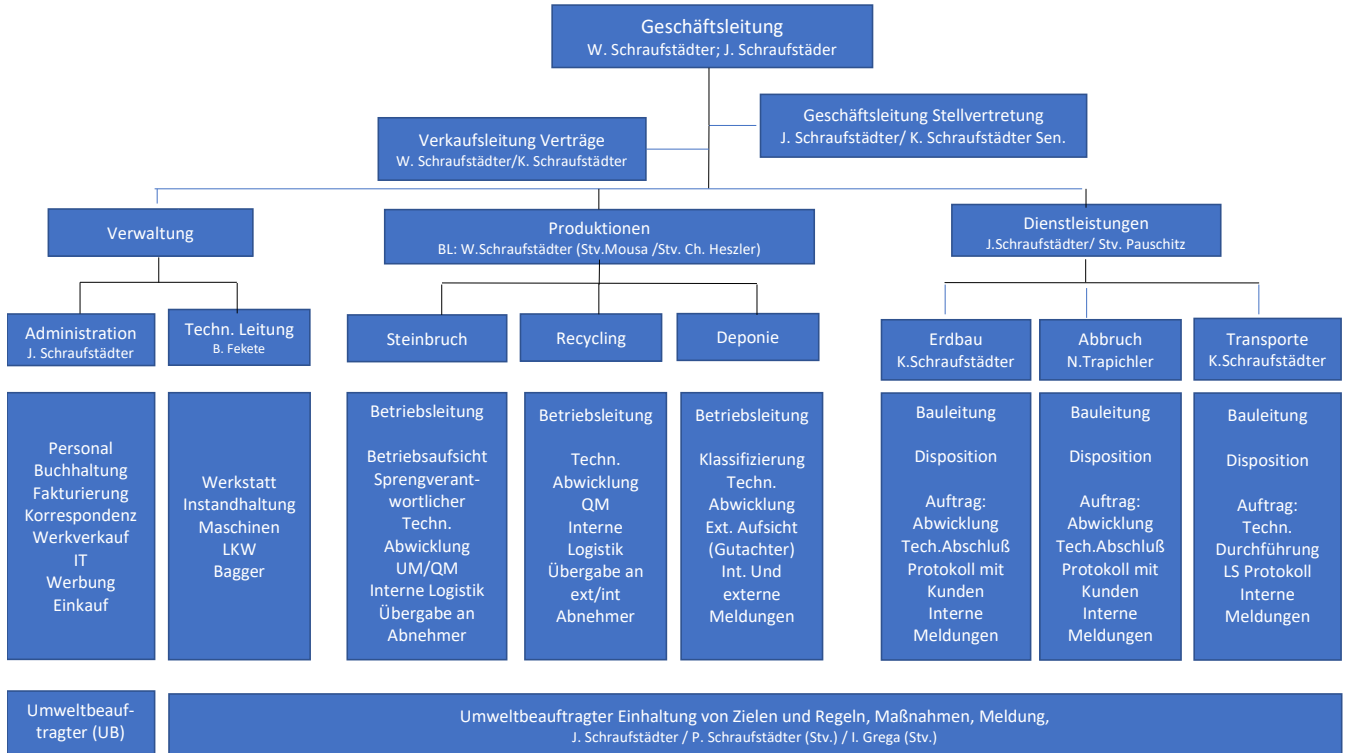 Geschäftsleitung
W. Schraufstädter; J. Schraufstäder
Geschäftsleitung Stellvertretung
J. Schraufstädter/ K. Schraufstädter Sen.
Verkaufsleitung Verträge
W. Schraufstädter/K. Schraufstädter
Verwaltung
Produktionen
BL: W.Schraufstädter (Stv.Mousa /Stv. Ch. Heszler)
Dienstleistungen
J.Schraufstädter/ Stv. Pauschitz
Administration
J. Schraufstädter
Techn. Leitung
B. Fekete
Steinbruch
Recycling
Deponie
Erdbau
K.Schraufstädter
Abbruch
N.Trapichler
Transporte
K.Schraufstädter
Personal
Buchhaltung
Fakturierung
Korrespondenz
Werkverkauf
IT
Werbung
Einkauf
Werkstatt
Instandhaltung
Maschinen
LKW
Bagger
Betriebsleitung
Betriebsaufsicht
Sprengverant-
wortlicher
Techn.
Abwicklung
UM/QM
Interne Logistik
Übergabe an
Abnehmer
Betriebsleitung
Techn.
Abwicklung
QM
Interne
Logistik
Übergabe an
ext/int
Abnehmer
Betriebsleitung
Klassifizierung
Techn.
Abwicklung
Ext. Aufsicht
(Gutachter)
Int. Und
externe
Meldungen
Bauleitung
Disposition
Auftrag:
Abwicklung
Tech.Abschluß
Protokoll mit
Kunden
Interne
Meldungen
Bauleitung
Disposition
Auftrag:
Abwicklung
Tech.Abschluß
Protokoll mit
Kunden
Interne
Meldungen
Bauleitung
Disposition
Auftrag:
Techn.
Durchführung
LS Protokoll
Interne
Meldungen
Umweltbeauf-
tragter (UB)
Umweltbeauftragter Einhaltung von Zielen und Regeln, Maßnahmen, Meldung,
J. Schraufstädter / P. Schraufstädter (Stv.) / I. Grega (Stv.)